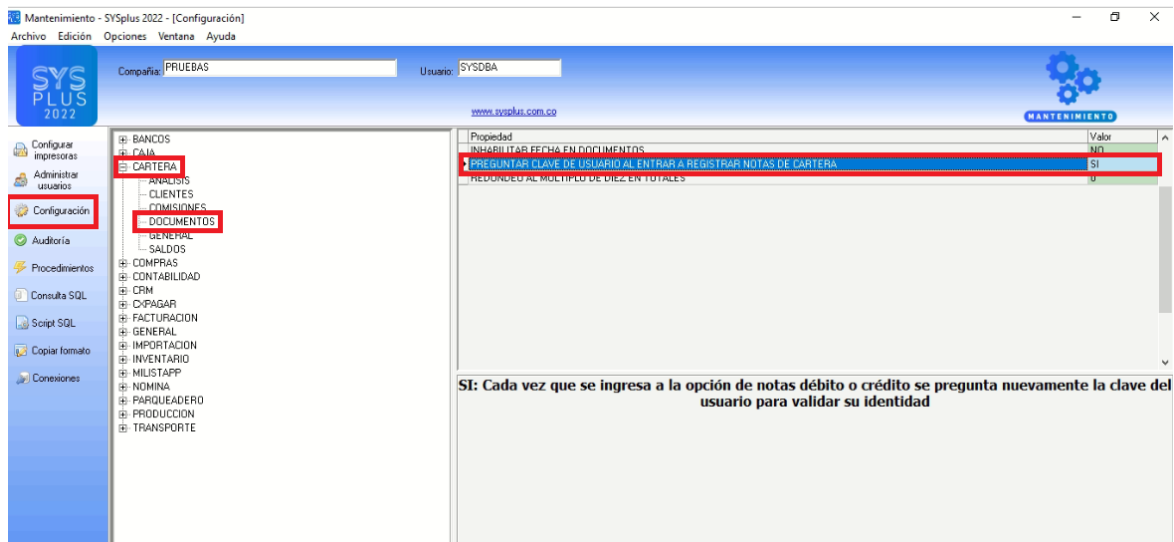 Mantenimiento - SYSplus 2022 - [Configuración]
Archivo Edición Opciones Ventana Ayuda
SYS
PLUS
2022
Compañia: PRUEBAS
Usuario: SYSDBA
www.sysplus.com.co
MANTENIMIENTO
Configurar
impresoras
Administrar
usuarios
Configuración
Auditoría
Procedimientos
Consulta SQL
Script SQL
Copiar formato
Conexiones
BANCOS
CAJA
CARTERA
ANALISIS
CLIENTES
COMISIONES
DOCUMENTOS
GENERAL
SALDOS
COMPRAS
CONTABILIDAD
CRM
CXPAGAR
FACTURACION
GENERAL
IMPORTACION
INVENTARIO
MILISTAPP
NOMINA
PARQUEADERO
PRODUCCION
TRANSPORTE
Propiedad Valor
INHABILITAR FECHA EN DOCUMENTOS NO
PREGUNTAR CLAVE DE USUARIO AL ENTRAR A REGISTRAR NOTAS DE CARTERA SI
REDONDEO AL MULTIPLO DE DIEZ EN TOTALES 0
SI: Cada vez que se ingresa a la opción de notas débito o crédito se pregunta nuevamente la clave del
usuario para validar su identidad